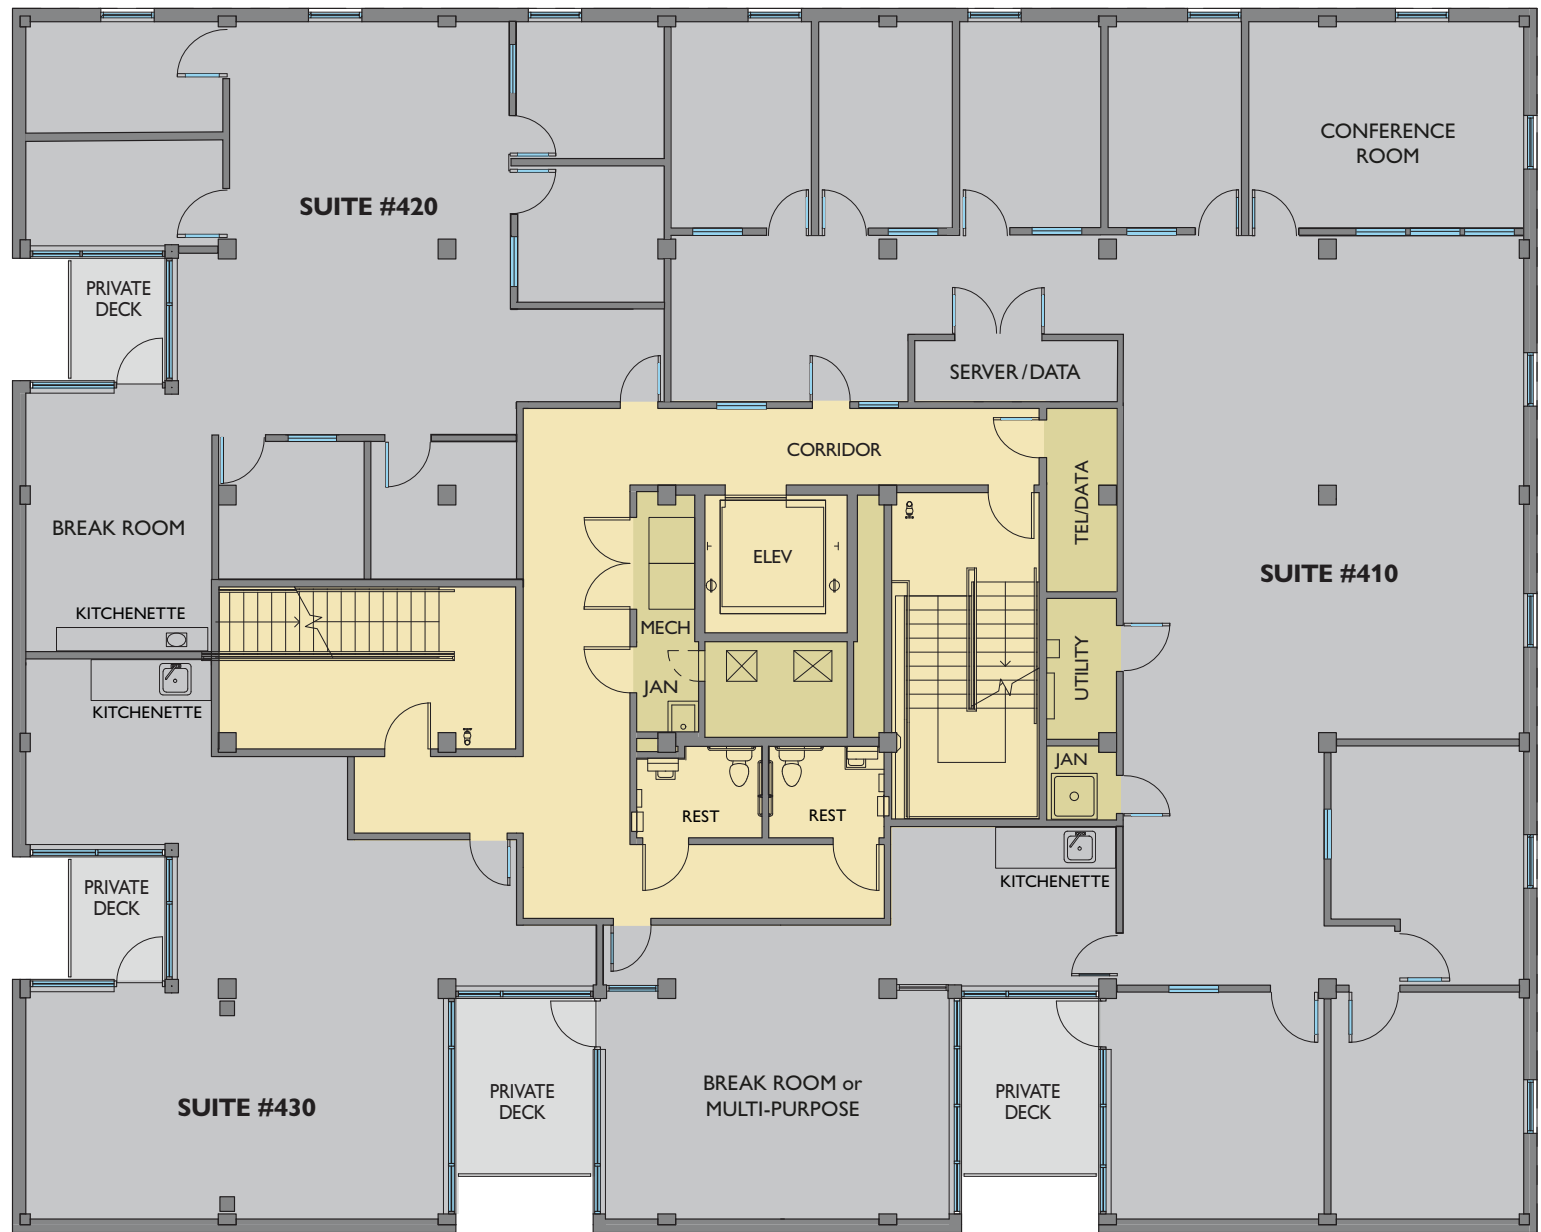 CONFERENCE
ROOM
SUITE #420
PRIVATE
DECK
SERVER / DATA
CORRIDOR
TEL/DATA
BREAK ROOM
ELEV
SUITE #410
KITCHENETTE
MECH
UTILITY
JAN
KITCHENETTE
JAN
REST
REST
KITCHENETTE
PRIVATE
DECK
SUITE #430
PRIVATE
DECK
BREAK ROOM or
MULTI-PURPOSE
PRIVATE
DECK